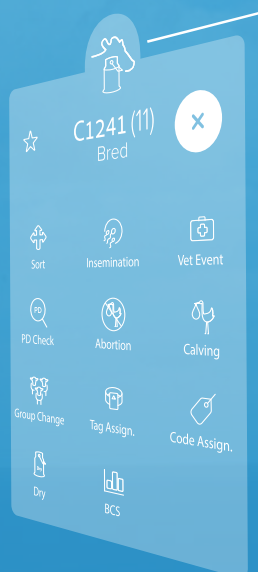 C1241 (11)
Bred
Sort
Insemination
Vet Event
PD
PD Check
Abortion
Calving
Group Change
Tag Assign.
Code Assign.
Dry
BCS